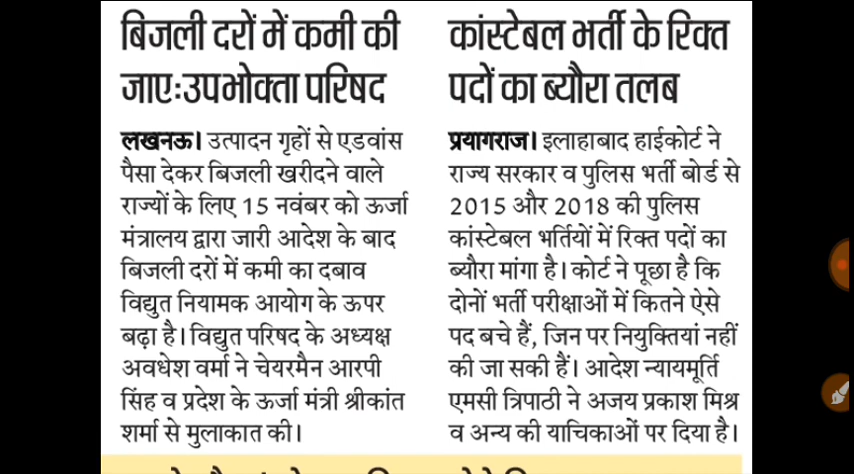 बिजली दरों में कमी की
जाएःउपभोक्ता परिषद
लखनऊ। उत्पादन गृहों से एडवांस
पैसा देकर बिजली खरीदने वाले
राज्यों के लिए 15 नवंबर को ऊर्जा
मंत्रालय द्वारा जारी आदेश के बाद
बिजली दरों में कमी का दबाव
विद्युत नियामक आयोग के ऊपर
बढ़ा है। विद्युत परिषद के अध्यक्ष
अवधेश वर्मा ने चेयरमैन आरपी
सिंह व प्रदेश के ऊर्जा मंत्री श्रीकांत
शर्मा से मुलाकात की।
कांस्टेबल भर्ती के रिक्त
पदों का ब्यौरा तलब
प्रयागराज। इलाहाबाद हाईकोर्ट ने
राज्य सरकार व पुलिस भर्ती बोर्ड से
2015 और 2018 की पुलिस
कांस्टेबल भर्तियों में रिक्त पदों का
ब्यौरा मांगा है। कोर्ट ने पूछा है कि
दोनों भर्ती परीक्षाओं में कितने ऐसे
पद बचे हैं, जिन पर नियुक्तियां नहीं
की जा सकी हैं। आदेश न्यायमूर्ति
एमसी त्रिपाठी ने अजय प्रकाश मिश्र
व अन्य की याचिकाओं पर दिया है।